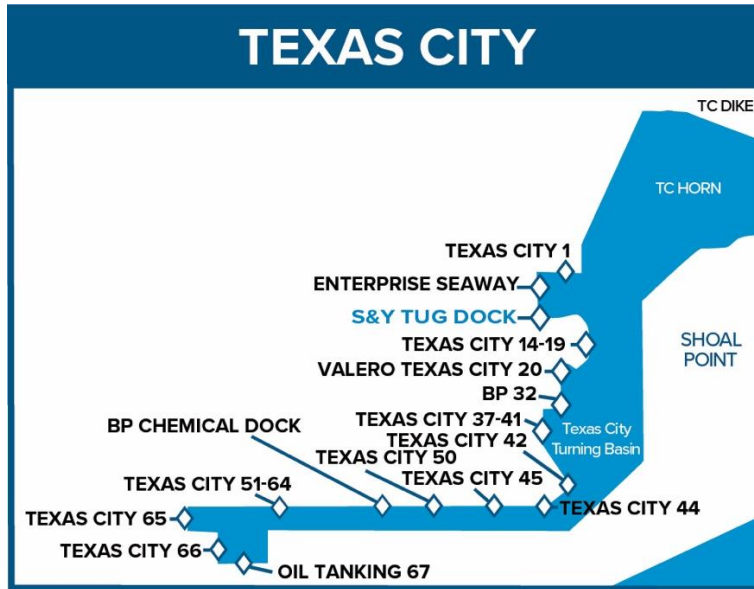 TEXAS CITY
TC DIKE
TC HORN
TEXAS CITY 1
ENTERPRISE SEAWAY
S&Y TUG DOCK
TEXAS CITY 14-19
SHOAL
POINT
VALERO TEXAS CITY 20
BP 32
TEXAS CITY 37-41
BP CHEMICAL DOCK
Texas City
Turning Basin
TEXAS CITY 42
TEXAS CITY 50
TEXAS CITY 45
TEXAS CITY 51-64
TEXAS CITY 44
TEXAS CITY 65
TEXAS CITY 66
OIL TANKING 67